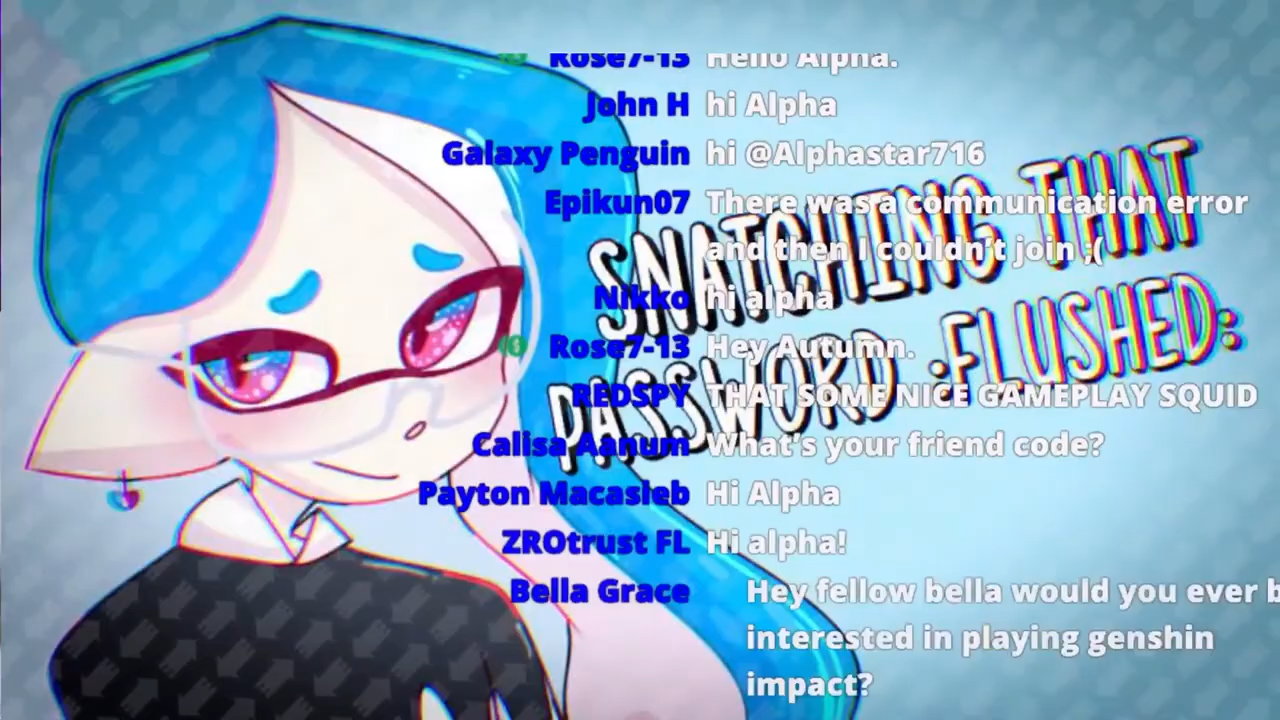 Rose7-13 Hello Alpha.
John H hi Alpha
Galaxy Penguin hi @Alphastar716
Epikun07 There was a communication error
and then I couldn't join ;(
Nikko hi alpha
Rose7-13 Hey Autumn.
REDSPY THAT SOME NICE GAMEPLAY SQUID
Calisa Aanum What's your friend code?
Payton Macasieb Hi Alpha
ZROtrust FL Hi alpha!
Bella Grace Hey fellow bella would you ever
interested in playing genshin
impact?
SNATCHING THAT
PASSWORD :FLUSHED: